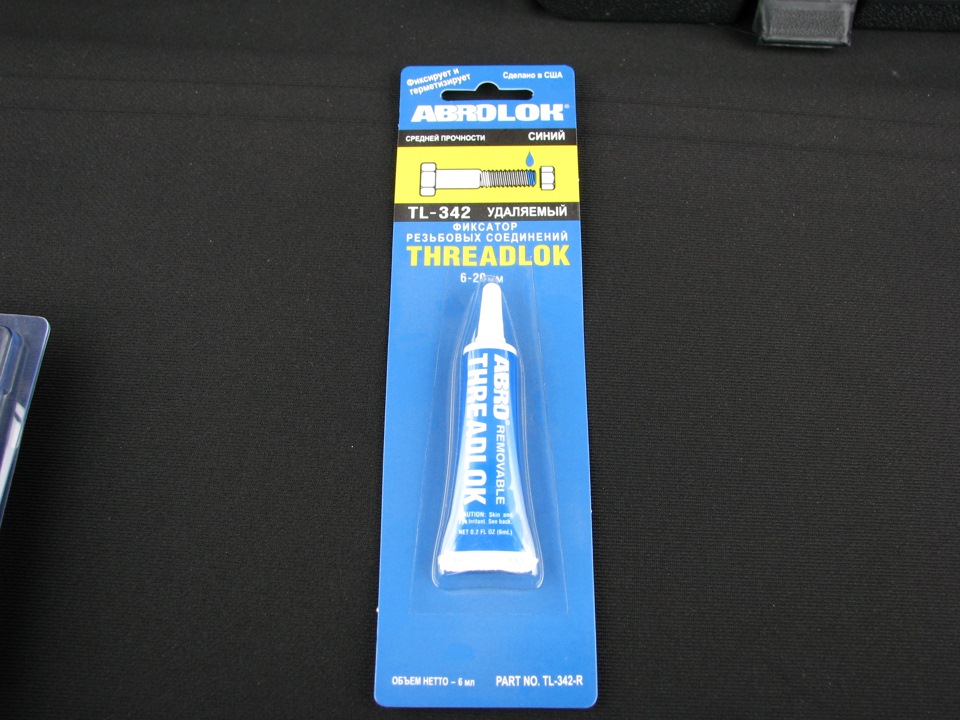 Фиксирует и
герметизирует
Сделано в США
ABROLOK®
СРЕДНЕЙ ПРОЧНОСТИ СИНИЙ
TL-342 УДАЛЯЕМЫЙ
ФИКСАТОР
РЕЗЬБОВЫХ СОЕДИНЕНИЙ
THREADLOK
6-20мм
ABRO® REMOVABLE
THREADLOK
CAUTION: Skin and
Irritant. See back.
NET 0.2 FL OZ (6mL)
ОБЪЕМ НЕТТО – 6 мл PART NO. TL-342-R